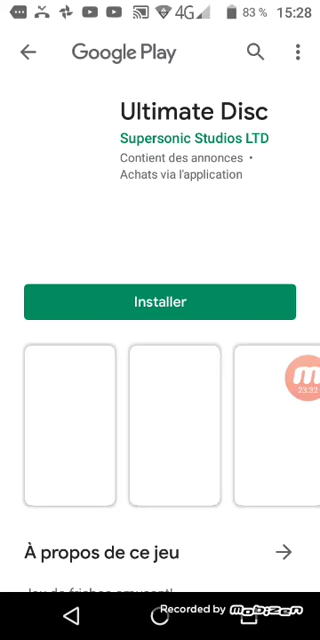 4G 83 % 15:28
Google Play
Ultimate Disc
Supersonic Studios LTD
Contient des annonces •
Achats via l'application
Installer
23:32
À propos de ce jeu
Recorded by mobizen